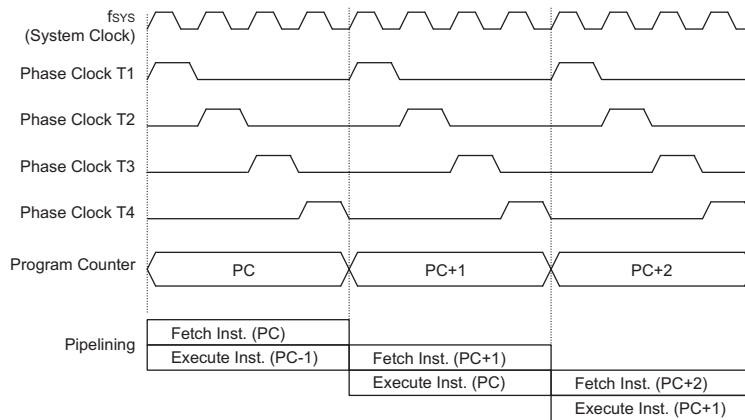 fSYS
(System Clock)
Phase Clock T1
Phase Clock T2
Phase Clock T3
Phase Clock T4
Program Counter
PC
PC+1
PC+2
Pipelining
Fetch Inst. (PC)
Execute Inst. (PC-1)
Fetch Inst. (PC+1)
Execute Inst. (PC)
Fetch Inst. (PC+2)
Execute Inst. (PC+1)